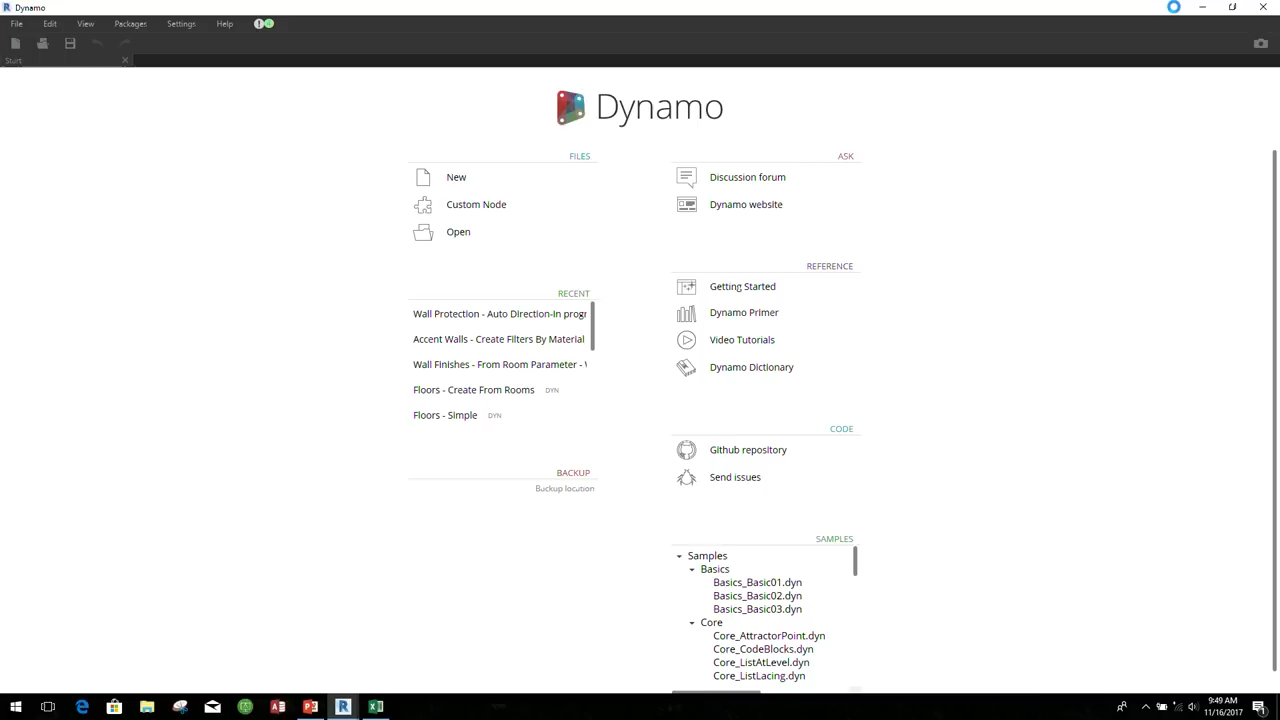 Dynamo
File Edit View Packages Settings Help
Start
Dynamo
FILES
New
Custom Node
Open
RECENT
Wall Protection - Auto Direction-In progr
Accent Walls - Create Filters By Material
Wall Finishes - From Room Parameter -
Floors - Create From Rooms DYN
Floors - Simple DYN
BACKUP
Backup location
ASK
Discussion forum
Dynamo website
REFERENCE
Getting Started
Dynamo Primer
Video Tutorials
Dynamo Dictionary
CODE
Github repository
Send issues
SAMPLES
Samples
Basics
Basics_Basic01.dyn
Basics_Basic02.dyn
Basics_Basic03.dyn
Core
Core_AttractorPoint.dyn
Core_CodeBlocks.dyn
Core_ListAtLevel.dyn
Core_ListLacing.dyn
9:49 AM
11/16/2017